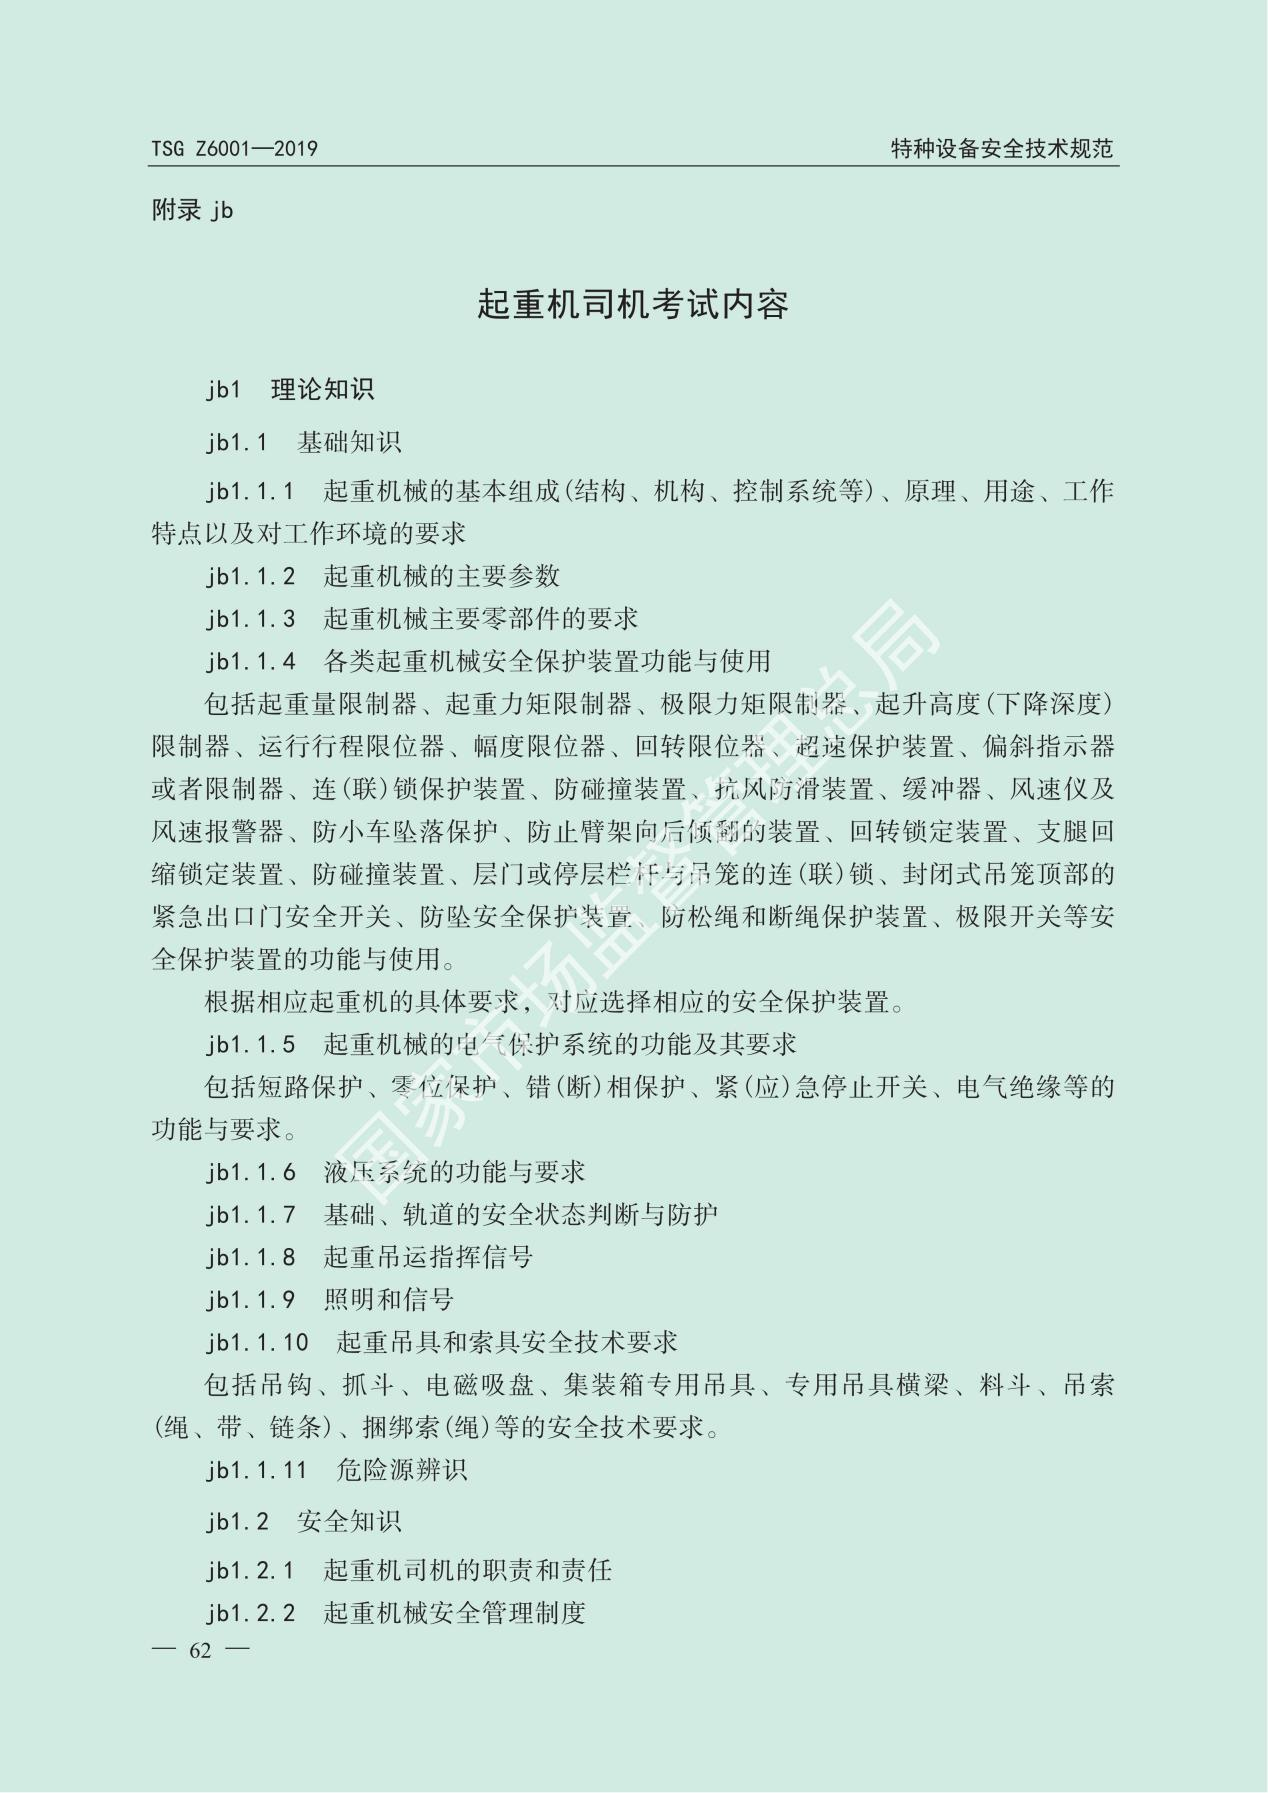 TSG Z6001—2019 特种设备安全技术规范
附录 jb
起重机司机考试内容
jb1 理论知识
jb1.1 基础知识
jb1.1.1 起重机械的基本组成(结构、机构、控制系统等)、原理、用途、工作
特点以及对工作环境的要求
jb1.1.2 起重机械的主要参数
jb1.1.3 起重机械主要零部件的要求
jb1.1.4 各类起重机械安全保护装置功能与使用
包括起重量限制器、起重力矩限制器、极限力矩限制器、起升高度(下降深度)
限制器、运行行程限位器、幅度限位器、回转限位器、超速保护装置、偏斜指示器
或者限制器、连(联)锁保护装置、防碰撞装置、抗风防滑装置、缓冲器、风速仪及
风速报警器、防小车坠落保护、防止臂架向后倾翻的装置、回转锁定装置、支腿回
缩锁定装置、防碰撞装置、层门或停层栏杆与吊笼的连(联)锁、封闭式吊笼顶部的
紧急出口门安全开关、防坠安全保护装置、防松绳和断绳保护装置、极限开关等安
全保护装置的功能与使用。
根据相应起重机的具体要求，对应选择相应的安全保护装置。
jb1.1.5 起重机械的电气保护系统的功能及其要求
包括短路保护、零位保护、错(断)相保护、紧(应)急停止开关、电气绝缘等的
功能与要求。
jb1.1.6 液压系统的功能与要求
jb1.1.7 基础、轨道的安全状态判断与防护
jb1.1.8 起重吊运指挥信号
jb1.1.9 照明和信号
jb1.1.10 起重吊具和索具安全技术要求
包括吊钩、抓斗、电磁吸盘、集装箱专用吊具、专用吊具横梁、料斗、吊索
(绳、带、链条)、捆绑索(绳)等的安全技术要求。
jb1.1.11 危险源辨识
jb1.2 安全知识
jb1.2.1 起重机司机的职责和责任
jb1.2.2 起重机械安全管理制度
— 62 —
国家市场监督管理总局